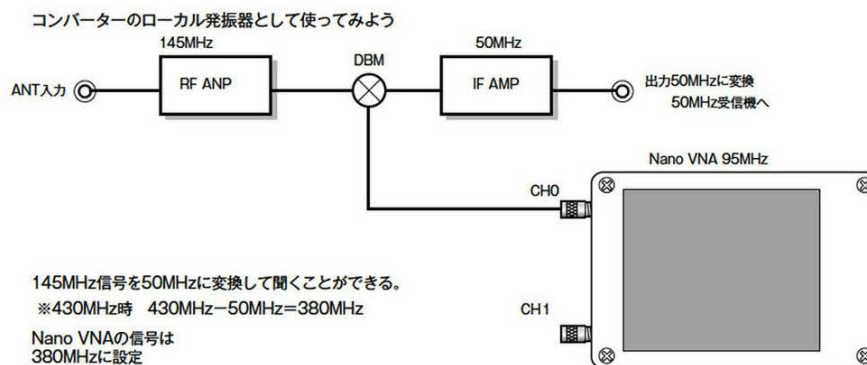 コンバーターのローカル発振器として使ってみよう
145MHz
50MHz
DBM
ANT入力
RF ANP
IF AMP
出力50MHzに変換
50MHz受信機へ
Nano VNA 95MHz
CH0
145MHz信号を50MHzに変換して聞くことができる。
※430MHz時 430MHz−50MHz=380MHz
CH1
Nano VNAの信号は
380MHzに設定